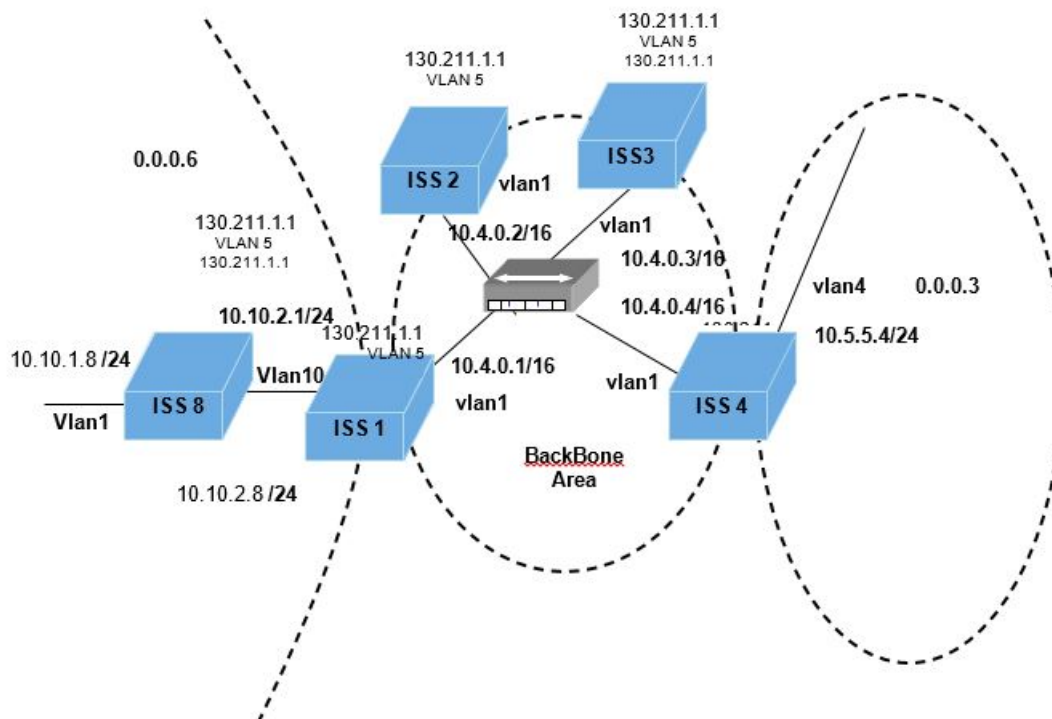 130.211.1.1
VLAN 5
130.211.1.1
130.211.1.1
VLAN 5
0.0.0.6
ISS 2
vlan1
ISS3
130.211.1.1
VLAN 5
130.211.1.1
10.4.0.2/16
vlan1
10.4.0.3/16
10.4.0.4/16
vlan4
0.0.0.3
10.5.5.4/24
10.10.2.1/24
130.211.1.1
VLAN 5
10.10.1.8 /24
Vlan10
10.4.0.1/16
vlan1
vlan1
Vlan1
ISS 8
ISS 1
ISS 4
BackBone
Area
10.10.2.8 /24